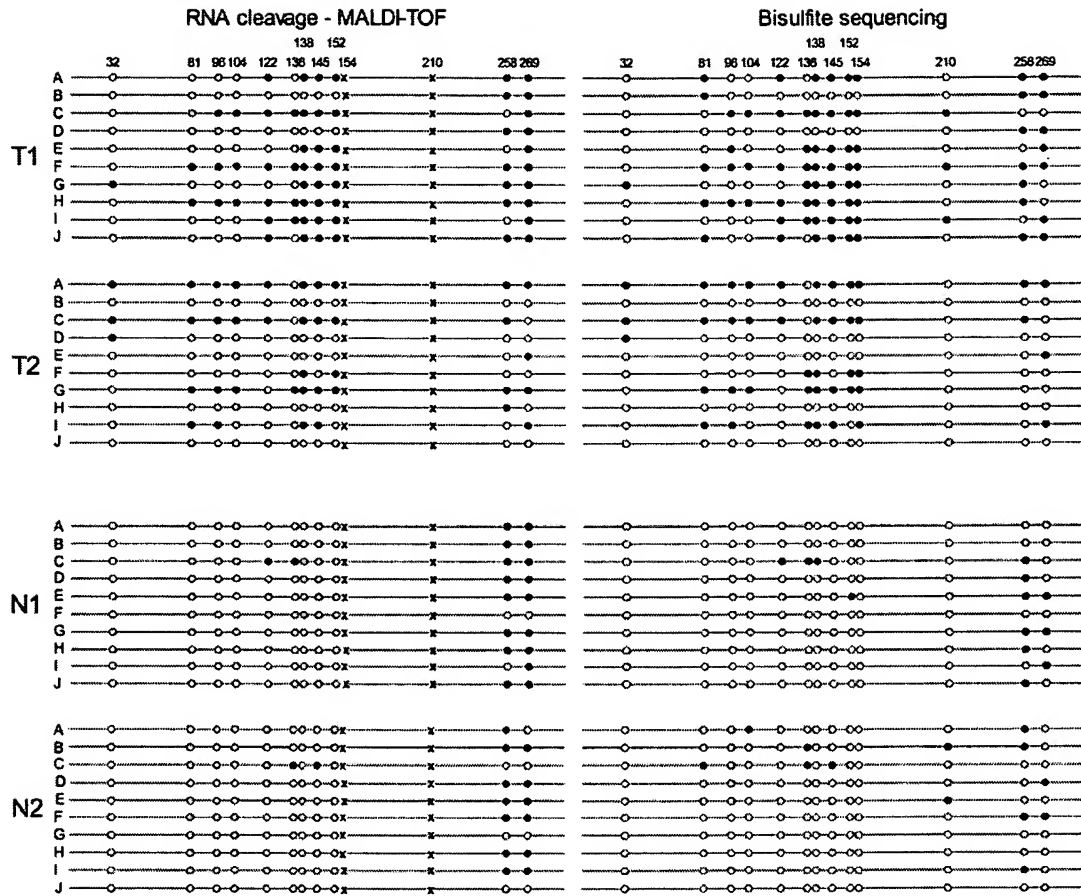 RNA cleavage - MALDI-TOF Bisulfite sequencing
138 152 138 152
32 81 96 104 122 136 145 154 210 258 269 32 81 96 104 122 136 145 154 210 258 269
A
B
C
D
T1
E
F
G
H
I
J
A
B
C
D
T2
E
F
G
H
I
J
A
B
C
D
N1
E
F
G
H
I
J
A
B
C
D
N2
E
F
G
H
I
J